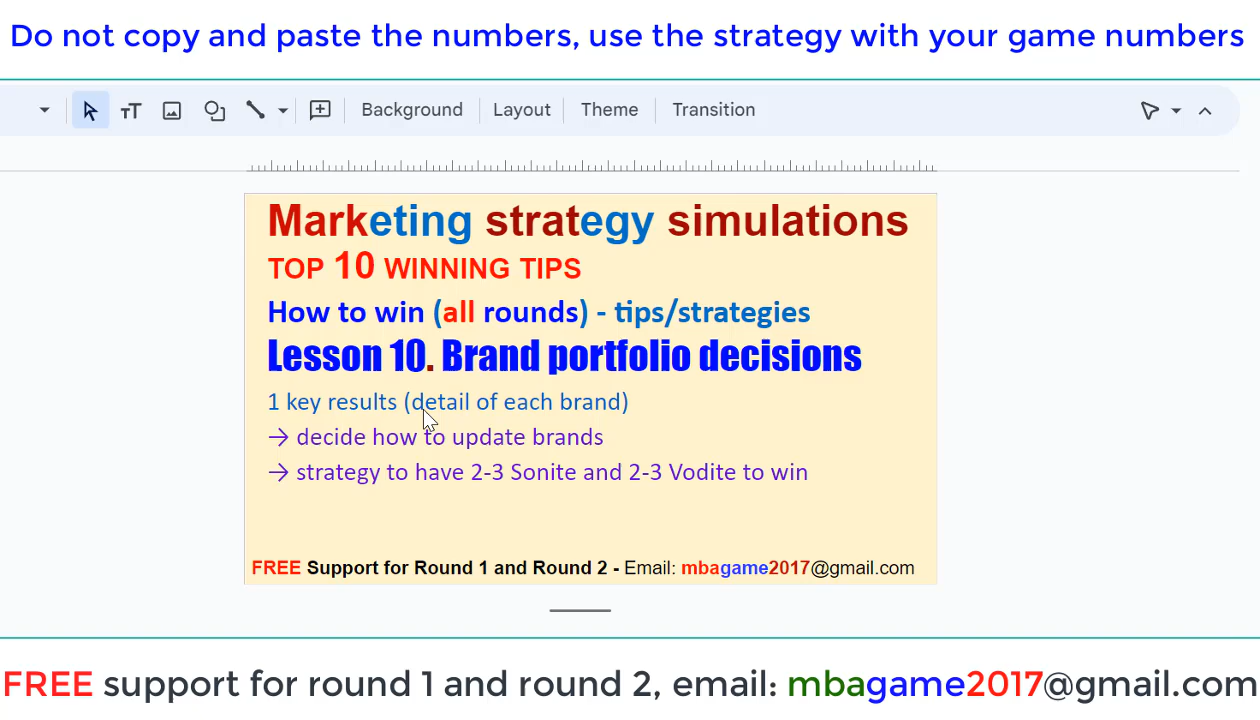 Do not copy and paste the numbers, use the strategy with your game numbers
Background Layout Theme Transition
Marketing strategy simulations
TOP 10 WINNING TIPS
How to win (all rounds) - tips/strategies
Lesson 10. Brand portfolio decisions
1 key results (detail of each brand)
→ decide how to update brands
→ strategy to have 2-3 Sonite and 2-3 Vodite to win
FREE Support for Round 1 and Round 2 - Email: mbagame2017@gmail.com
FREE support for round 1 and round 2, email: mbagame2017@gmail.com